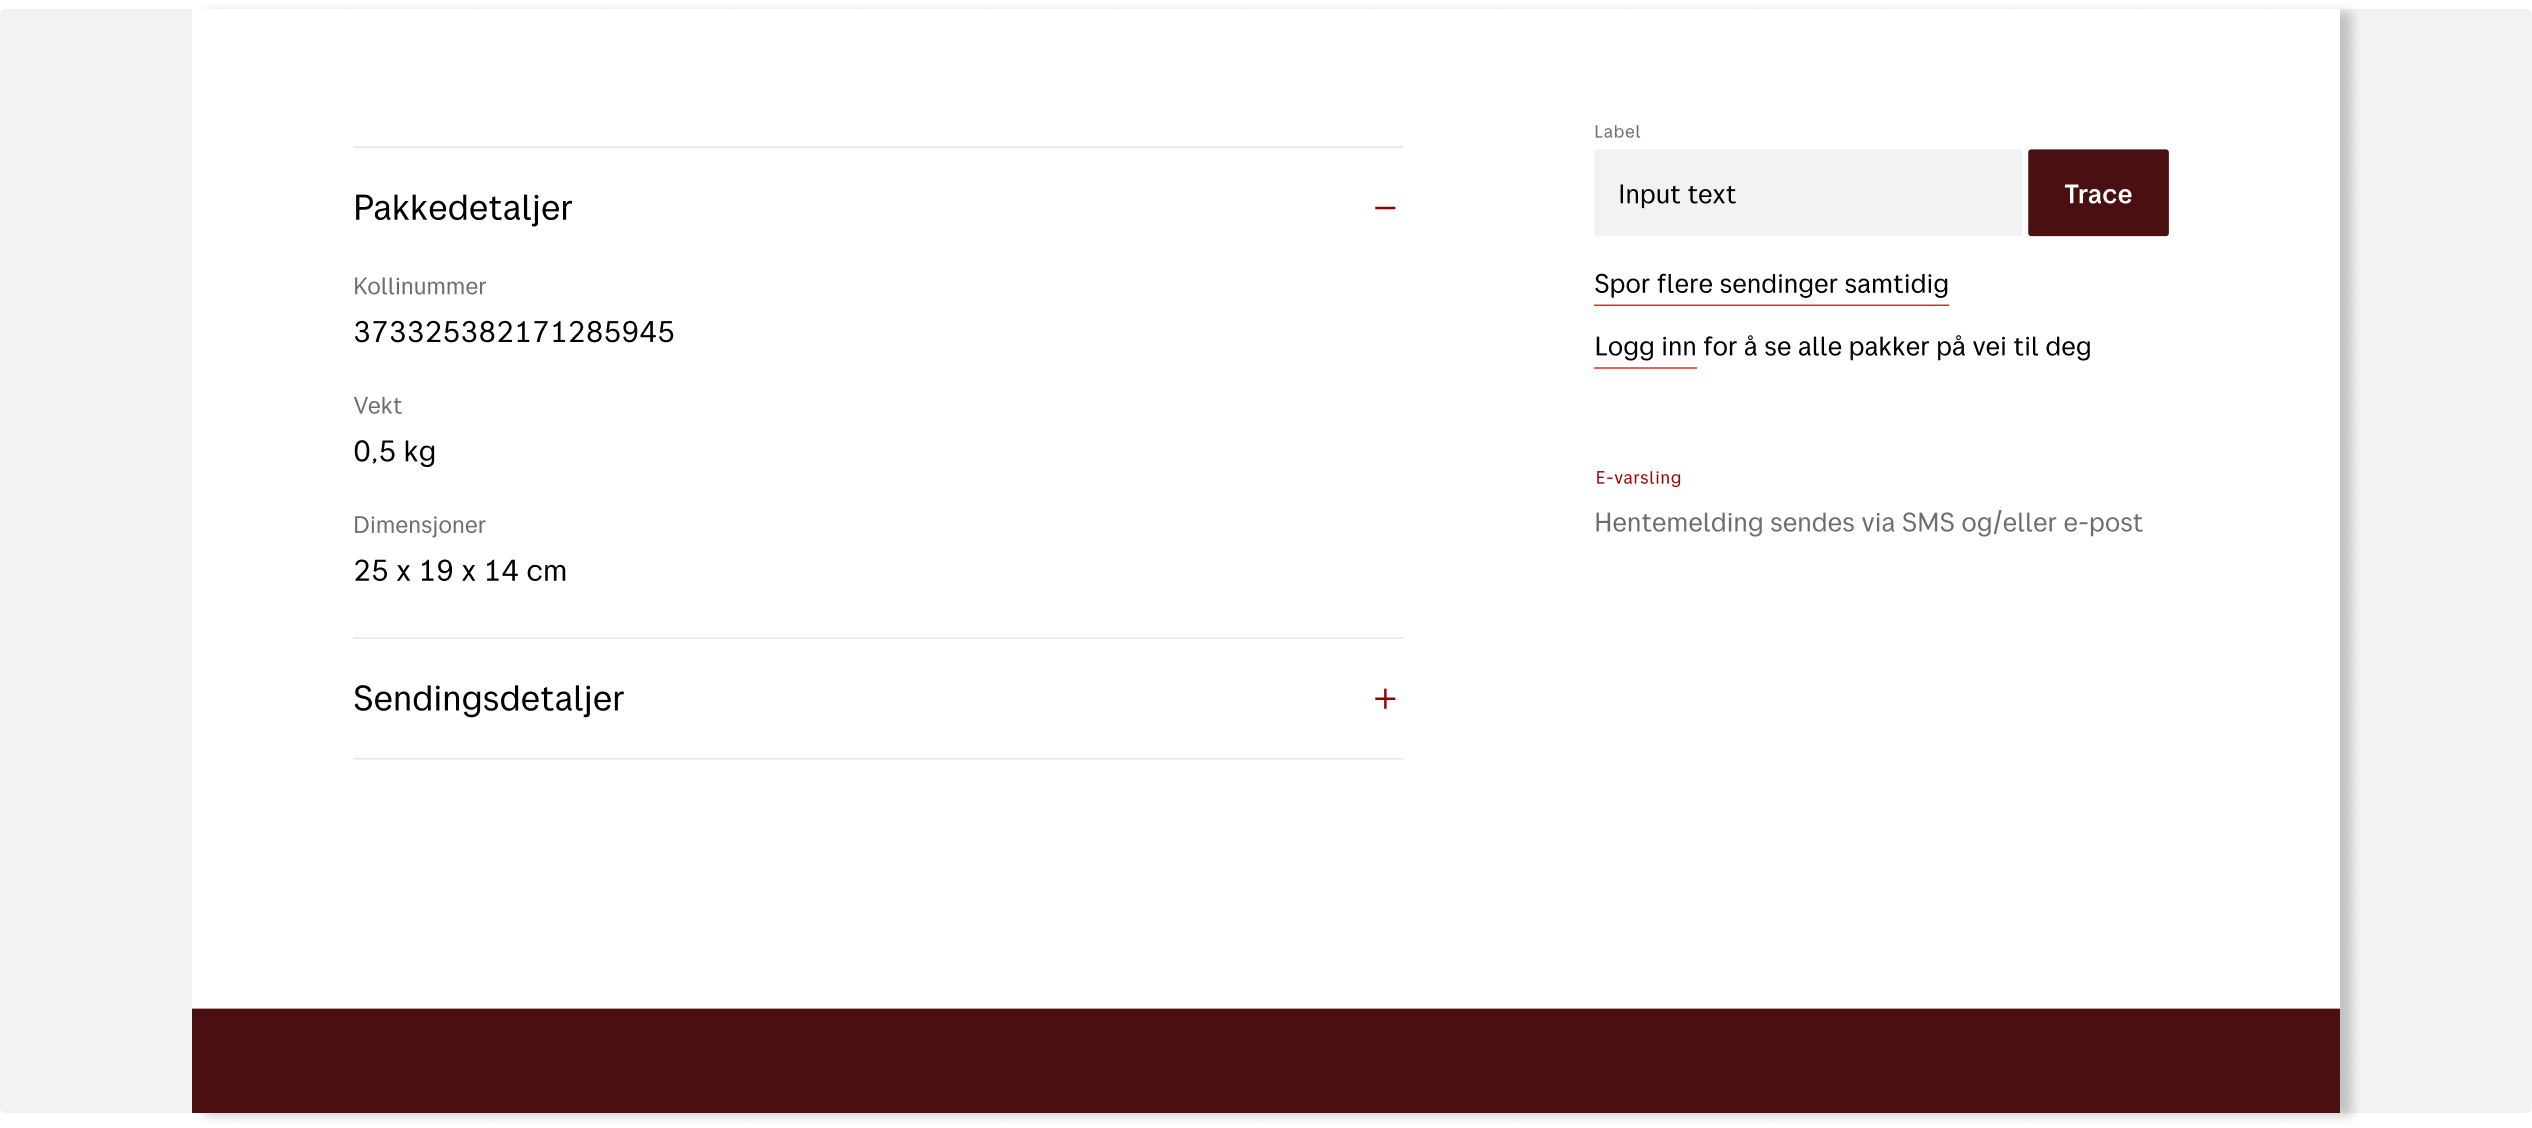 Pakkedetaljer
Kollinummer
373325382171285945
Vekt
0,5 kg
Dimensjoner
25 x 19 x 14 cm
Sendingsdetaljer
Label
Input text
Trace
Spor flere sendinger samtidig
Logg inn for å se alle pakker på vei til deg
E-varsling
Hentemelding sendes via SMS og/eller e-post